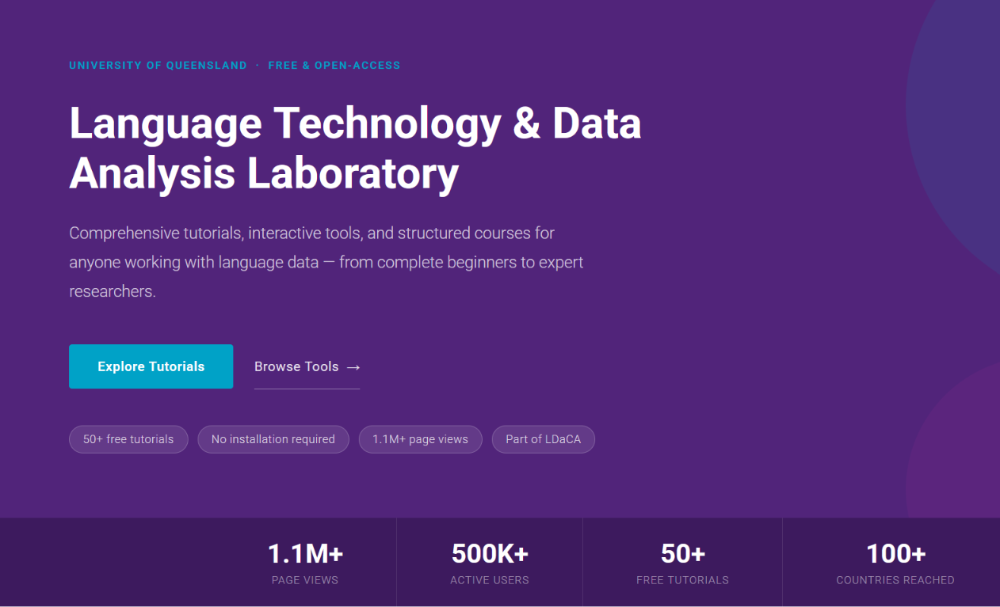 UNIVERSITY OF QUEENSLAND · FREE & OPEN-ACCESS
Language Technology & Data
Analysis Laboratory
Comprehensive tutorials, interactive tools, and structured courses for
anyone working with language data — from complete beginners to expert
researchers.
Explore Tutorials
Browse Tools →
50+ free tutorials
No installation required
1.1M+ page views
Part of LDaCA
1.1M+
PAGE VIEWS
500K+
ACTIVE USERS
50+
FREE TUTORIALS
100+
COUNTRIES REACHED